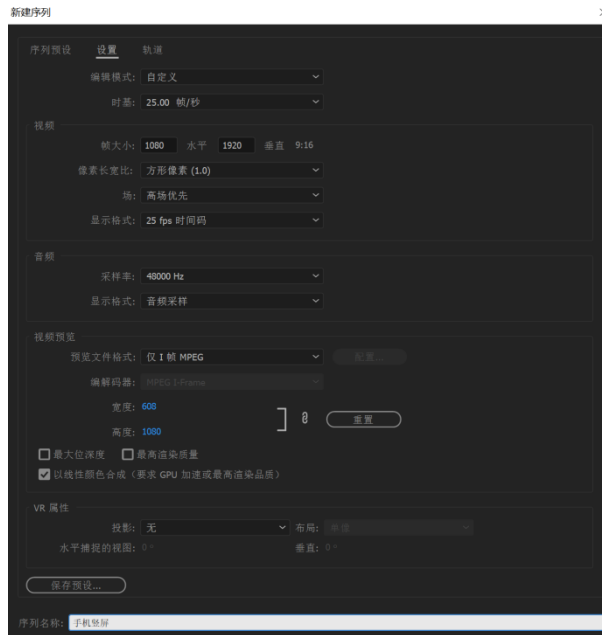 新建序列
序列预设 设置 轨道
编辑模式: 自定义
时基: 25.00 帧/秒
视频
帧大小: 1080 水平 1920 垂直 9:16
像素长宽比: 方形像素 (1.0)
场: 高场优先
显示格式: 25 fps 时间码
音频
采样率: 48000 Hz
显示格式: 音频采样
视频预览
预览文件格式: 仅 I 帧 MPEG 配置...
编解码器: MPEG I-Frame
宽度: 608
高度: 1080
重置
最大位深度 最高渲染质量
以线性颜色合成（要求 GPU 加速或最高渲染品质）
VR 属性
投影: 无 布局: 单值
水平捕捉的视图: 0 ° 垂直: 0 °
保存预设...
序列名称: 手机竖屏